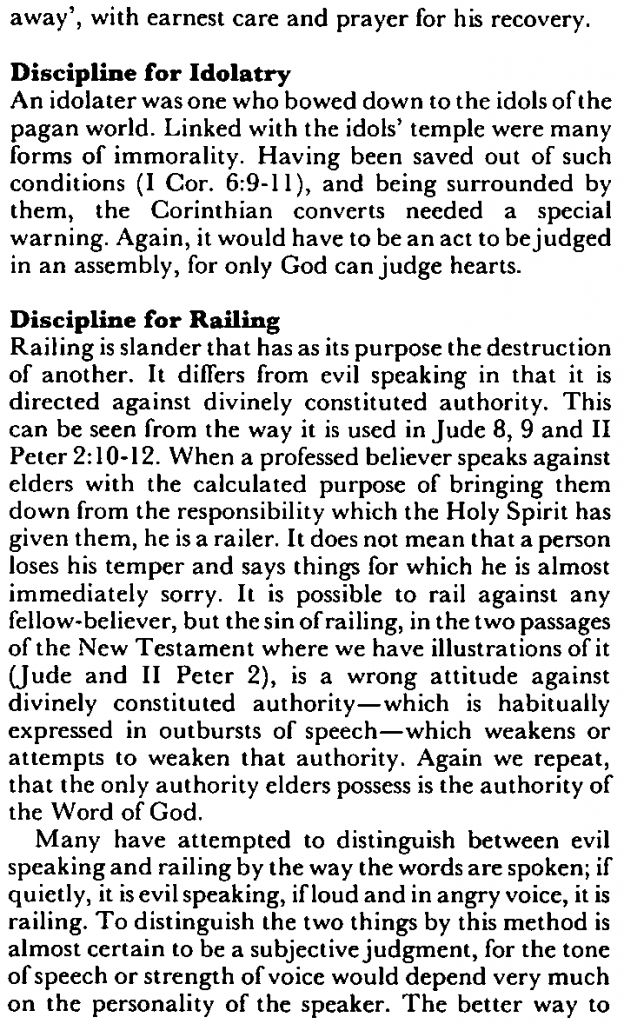 away', with earnest care and prayer for his recovery.
Discipline for Idolatry
An idolater was one who bowed down to the idols of the
pagan world. Linked with the idols' temple were many
forms of immorality. Having been saved out of such
conditions (I Cor. 6:9-11), and being surrounded by
them, the Corinthian converts needed a special
warning. Again, it would have to be an act to be judged
in an assembly, for only God can judge hearts.
Discipline for Railing
Railing is slander that has as its purpose the destruction
of another. It differs from evil speaking in that it is
directed against divinely constituted authority. This
can be seen from the way it is used in Jude 8, 9 and II
Peter 2:10-12. When a professed believer speaks against
elders with the calculated purpose of bringing them
down from the responsibility which the Holy Spirit has
given them, he is a railer. It does not mean that a person
loses his temper and says things for which he is almost
immediately sorry. It is possible to rail against any
fellow-believer, but the sin of railing, in the two passages
of the New Testament where we have illustrations of it
(Jude and II Peter 2), is a wrong attitude against
divinely constituted authority—which is habitually
expressed in outbursts of speech—which weakens or
attempts to weaken that authority. Again we repeat,
that the only authority elders possess is the authority of
the Word of God.
Many have attempted to distinguish between evil
speaking and railing by the way the words are spoken; if
quietly, it is evil speaking, if loud and in angry voice, it is
railing. To distinguish the two things by this method is
almost certain to be a subjective judgment, for the tone
of speech or strength of voice would depend very much
on the personality of the speaker. The better way to